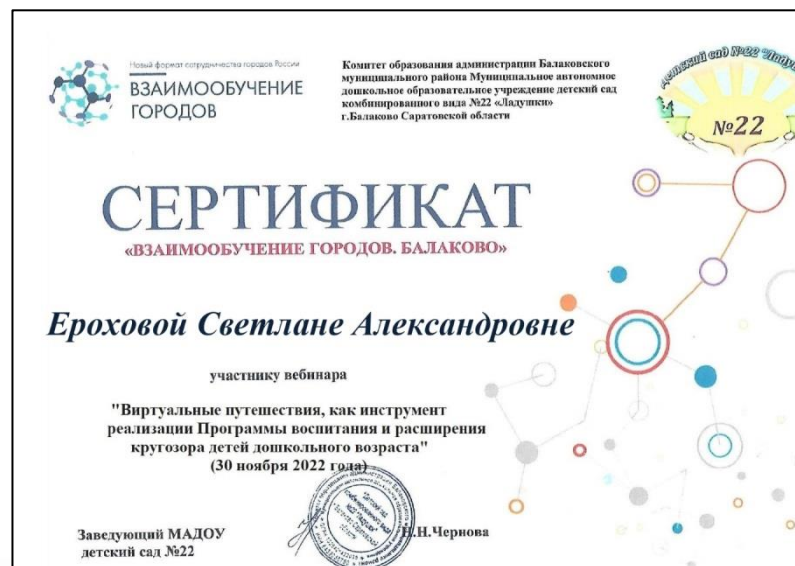 Новый формат сотрудничества городов России
ВЗАИМООБУЧЕНИЕ
ГОРОДОВ
Комитет образования администрации Балаковского
муниципального района Муниципальное автономное
дошкольное образовательное учреждение детский сад
комбинированного вида №22 «Ладушки»
г.Балаково Саратовской области
детский сад №22
№22
СЕРТИФИКАТ
«ВЗАИМООБУЧЕНИЕ ГОРОДОВ. БАЛАКОВО»
Ероховой Светлане Александровне
участнику вебинара
"Виртуальные путешествия, как инструмент
реализации Программы воспитания и расширения
кругозора детей дошкольного возраста"
(30 ноября 2022 года)
Заведующий МАДОУ
детский сад №22
Н.Н.Чернова